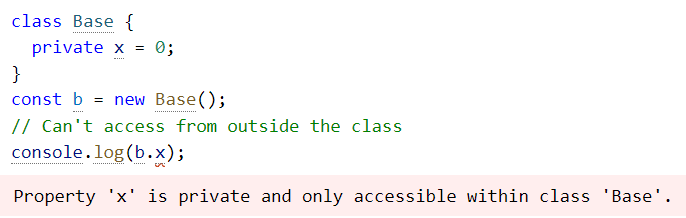 class Base {
  private x = 0;
}
const b = new Base();
// Can't access from outside the class
console.log(b.x);
Property 'x' is private and only accessible within class 'Base'.